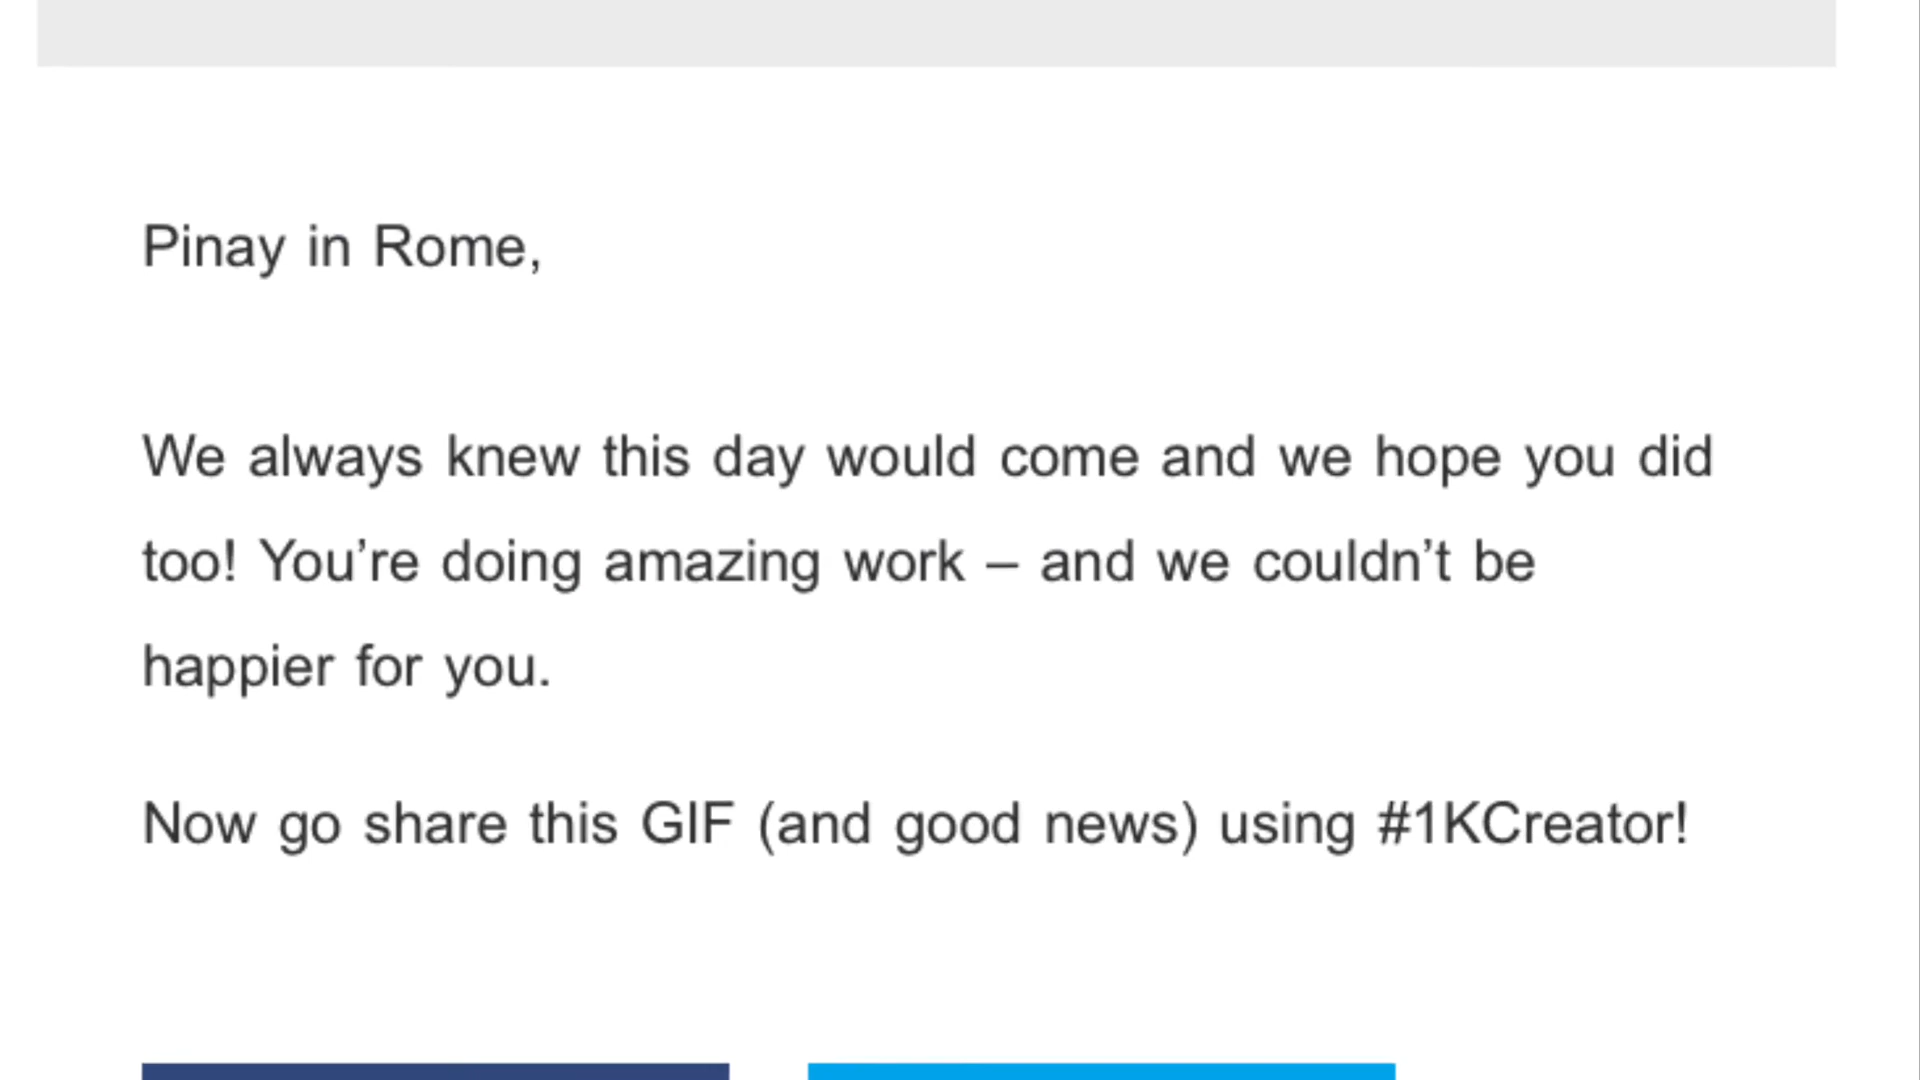 Pinay in Rome,
We always knew this day would come and we hope you did
too! You’re doing amazing work – and we couldn’t be
happier for you.
Now go share this GIF (and good news) using #1KCreator!